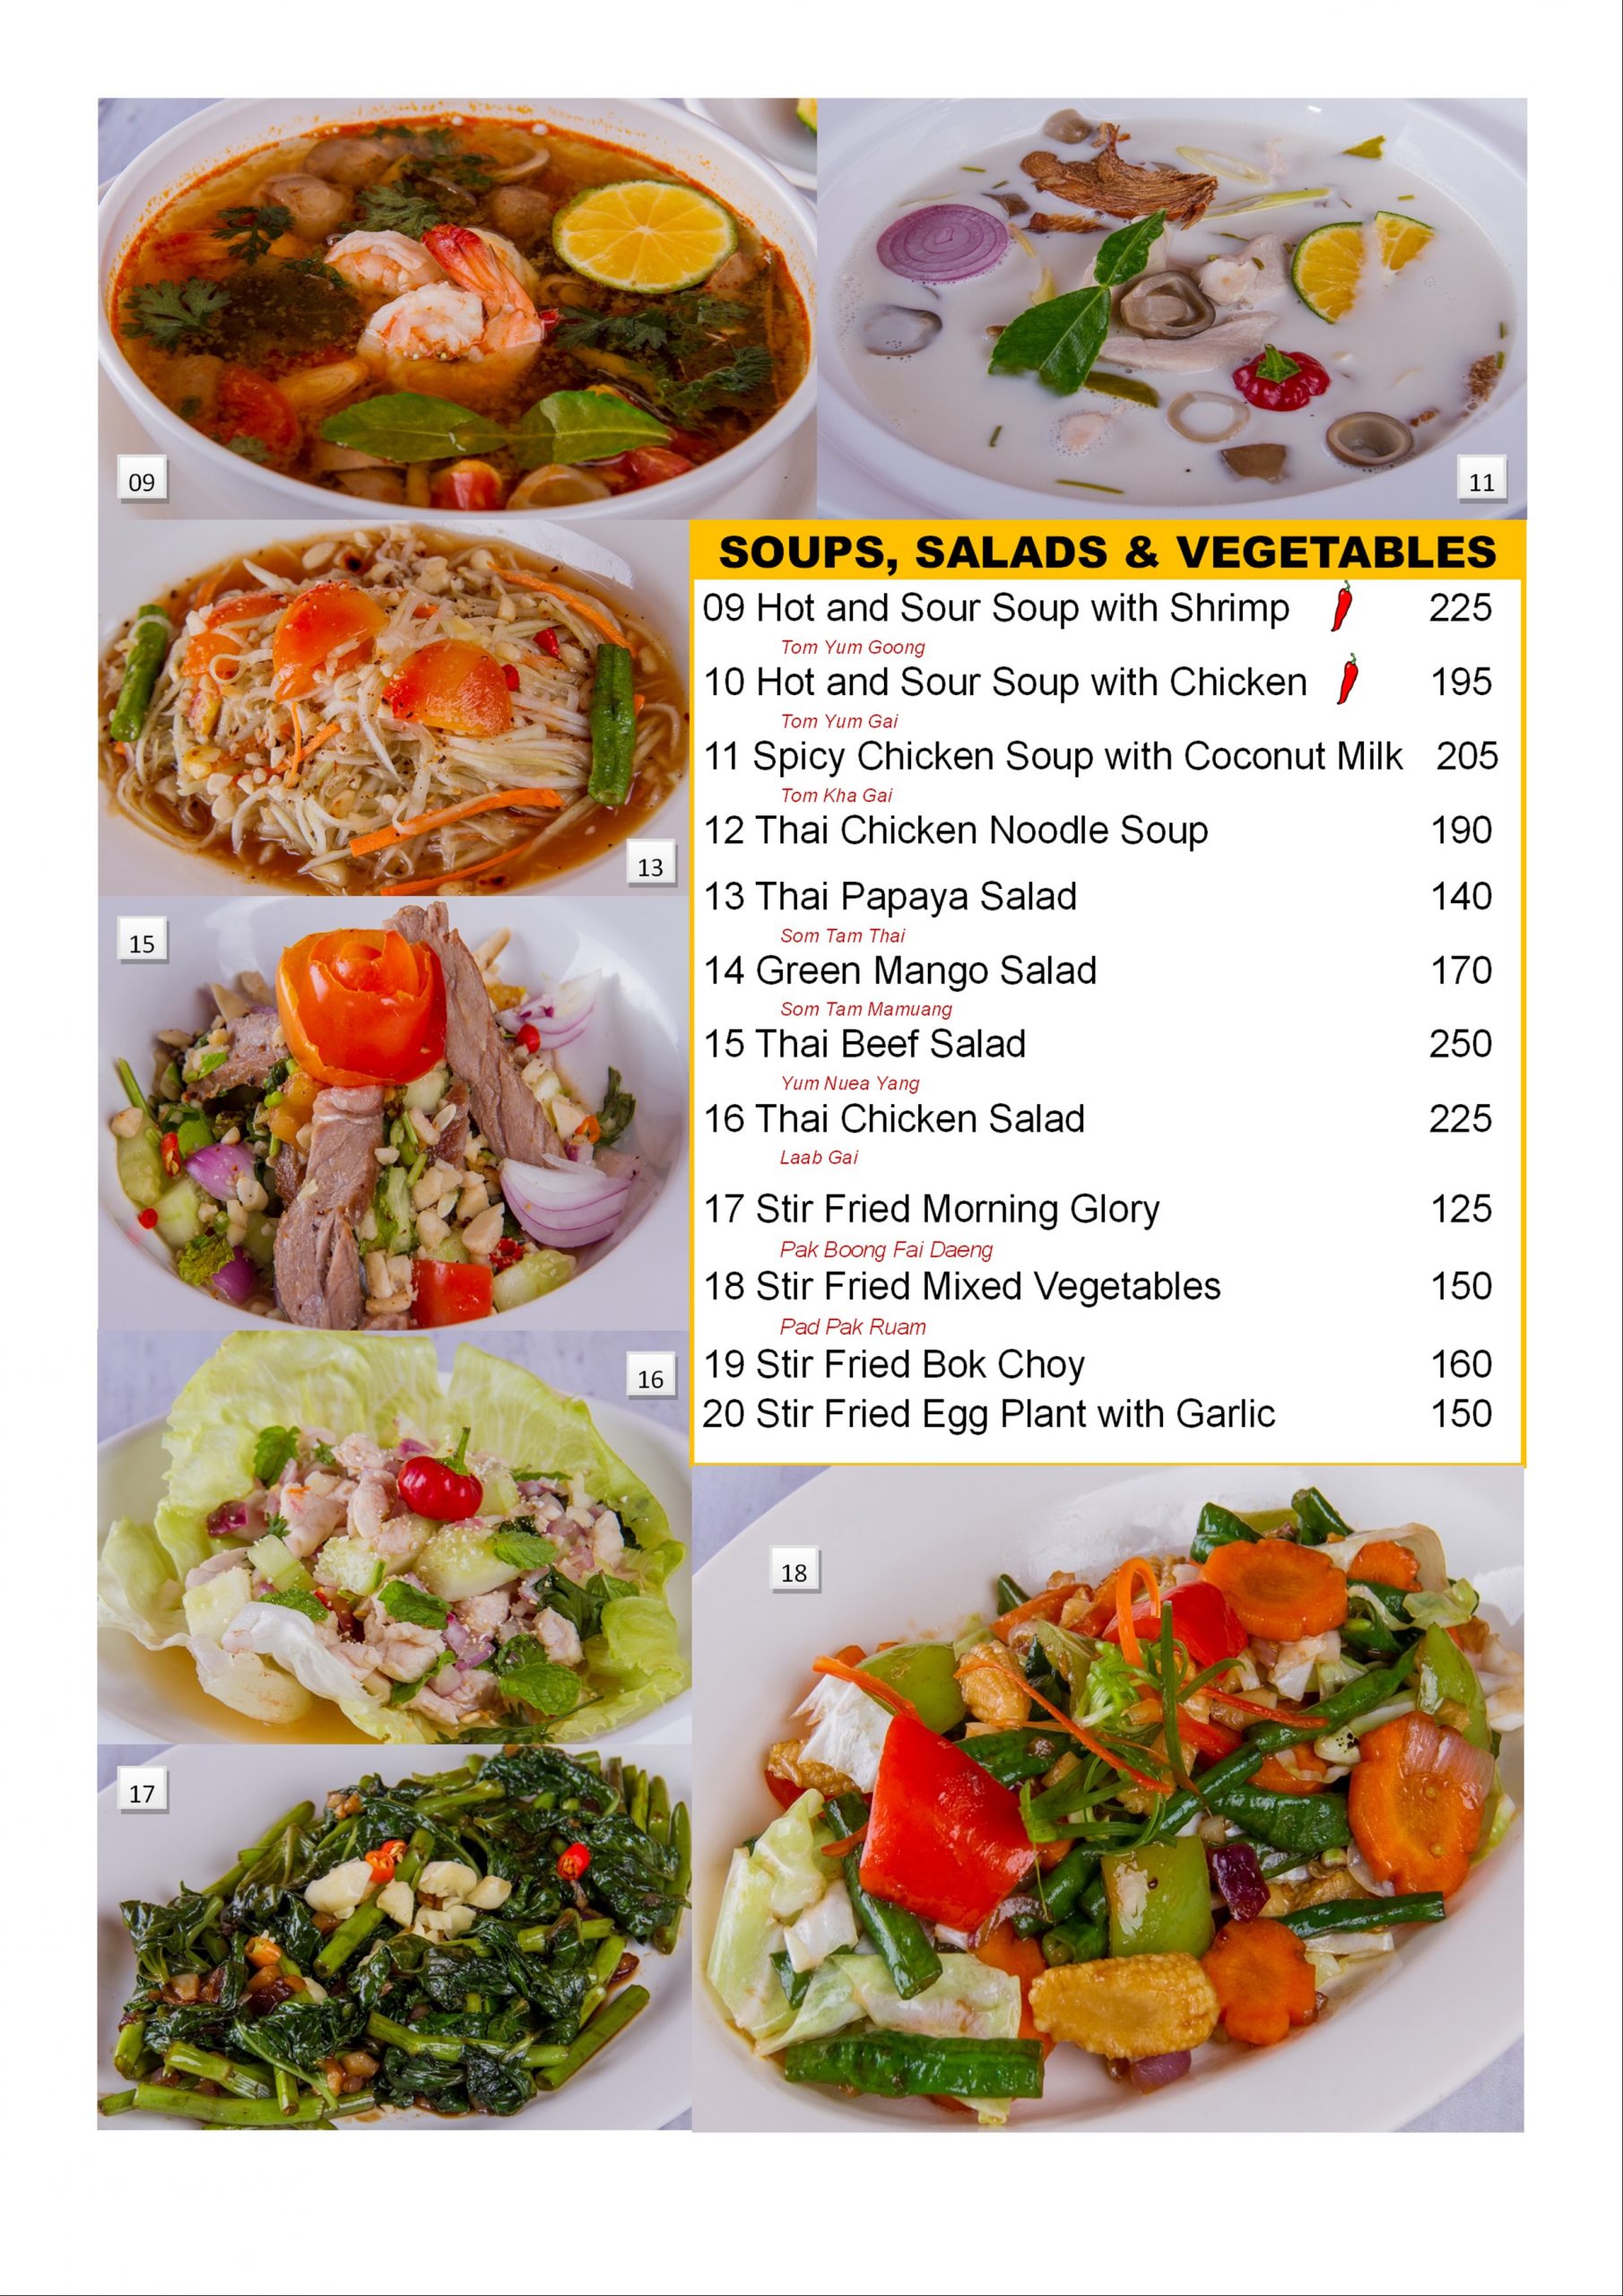 09
11
SOUPS, SALADS & VEGETABLES
09 Hot and Sour Soup with Shrimp 225
Tom Yum Goong
10 Hot and Sour Soup with Chicken 195
Tom Yum Gai
11 Spicy Chicken Soup with Coconut Milk 205
Tom Kha Gai
12 Thai Chicken Noodle Soup 190
13 Thai Papaya Salad 140
Som Tam Thai
14 Green Mango Salad 170
Som Tam Mamuang
15 Thai Beef Salad 250
Yum Nuea Yang
16 Thai Chicken Salad 225
Laab Gai
17 Stir Fried Morning Glory 125
Pak Boong Fai Daeng
18 Stir Fried Mixed Vegetables 150
Pad Pak Ruam
19 Stir Fried Bok Choy 160
20 Stir Fried Egg Plant with Garlic 150
13
15
16
17
18